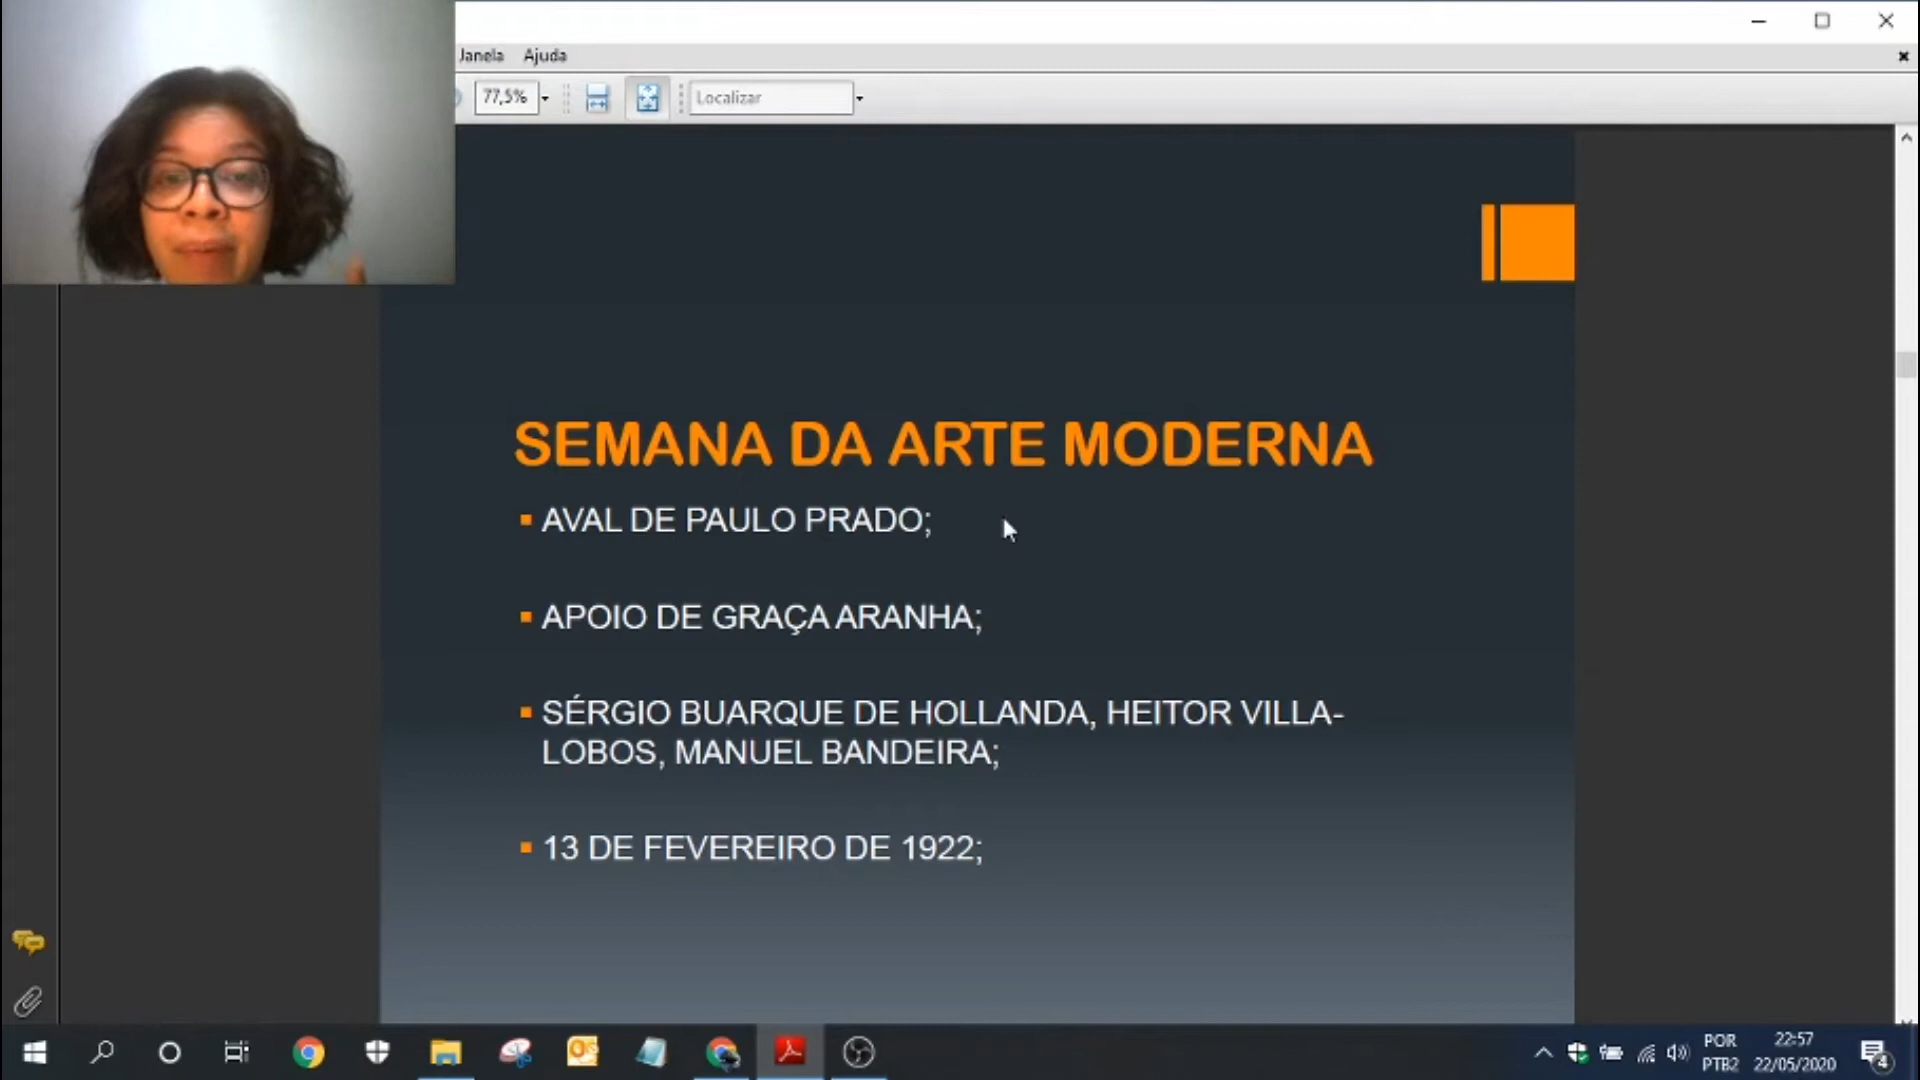 Janela Ajuda
77,5% Localizar
SEMANA DA ARTE MODERNA
AVAL DE PAULO PRADO;
APOIO DE GRAÇA ARANHA;
SÉRGIO BUARQUE DE HOLLANDA, HEITOR VILLA-
LOBOS, MANUEL BANDEIRA;
13 DE FEVEREIRO DE 1922;
POR 22:57
PTB2 22/05/2020 4